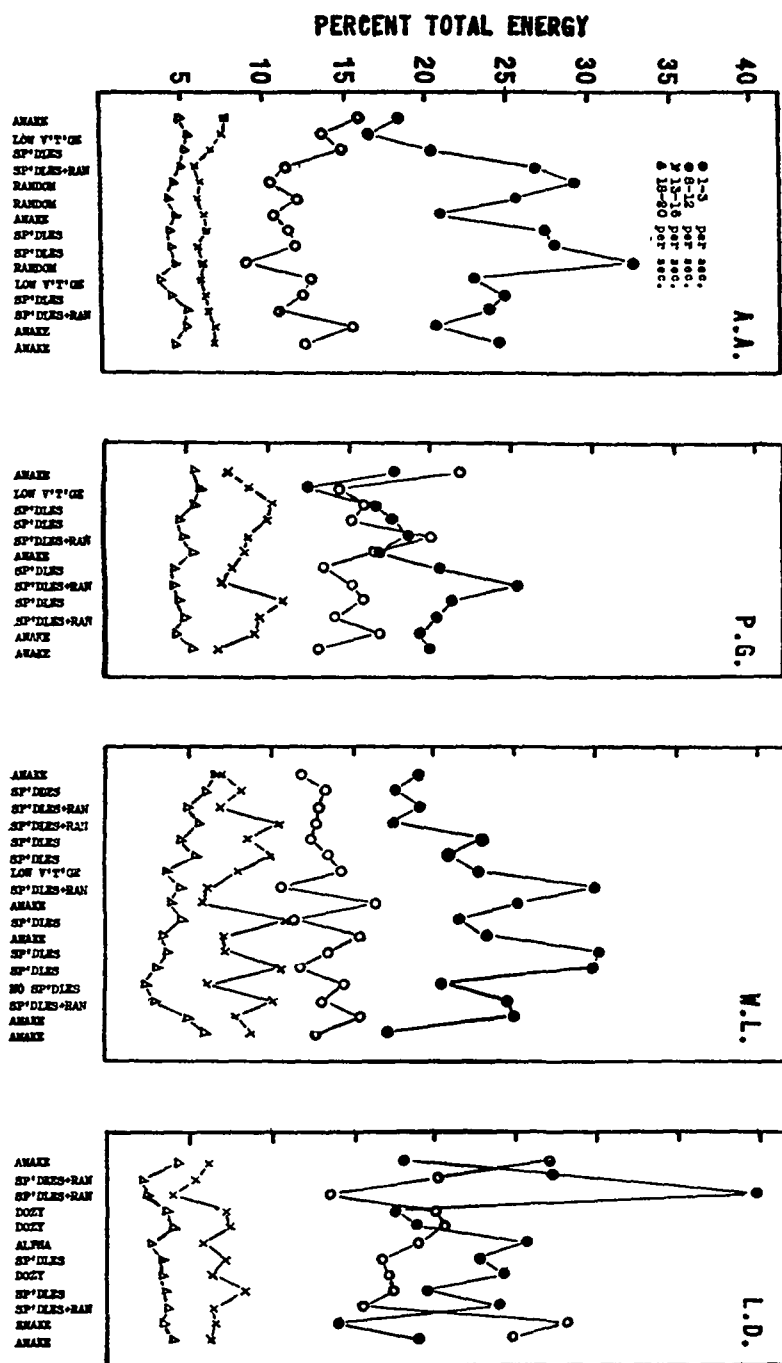 PERCENT TOTAL ENERGY
5 10 15 20 25 30 35 40
AWAKE
LOW V'T'GE
SP'DLES
SP'DLES+RAN
RANDOM
RANDOM
AWAKE
SP'DLES
SP'DLES
RANDOM
LOW V'T'GE
SP'DLES
SP'DLES+RAN
AWAKE
AWAKE
1-3 per sec.
8-12 per sec.
13-16 per sec.
18-20 per sec.
A.A.
AWAKE
LOW V'T'GE
SP'DLES
SP'DLES
SP'DLES+RAN
AWAKE
SP'DLES
SP'DLES+RAN
SP'DLES
SP'DLES+RAN
AWAKE
AWAKE
P.G.
AWAKE
SP'DLES
SP'DLES+RAN
SP'DLES+RAN
SP'DLES
SP'DLES
LOW V'T'GE
SP'DLES+RAN
AWAKE
SP'DLES
AWAKE
SP'DLES
SP'DLES
NO SP'DLES
SP'DLES+RAN
AWAKE
AWAKE
W.L.
AWAKE
SP'DLES+RAN
SP'DLES+RAN
DOZY
DOZY
ALPHA
SP'DLES
DOZY
SP'DLES
SP'DLES+RAN
AWAKE
AWAKE
L.D.